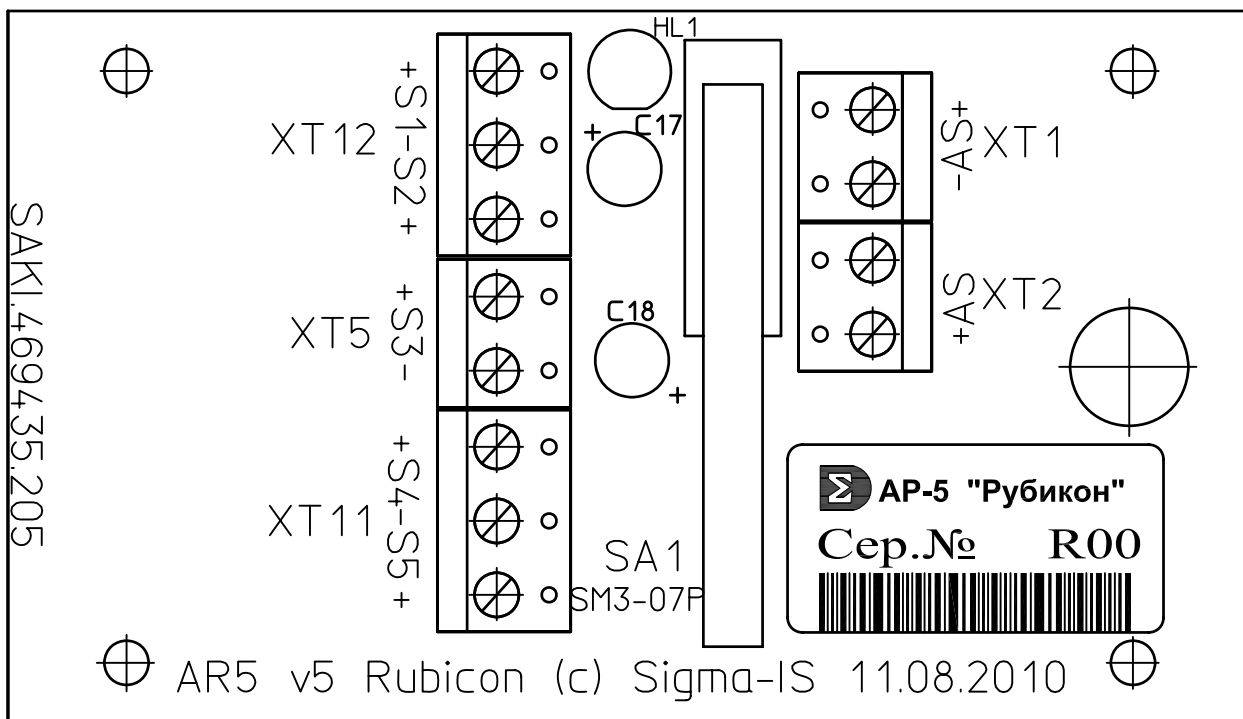 HL1
+S1-S2+
XT12
+
C17
-AS+
XT1
SAKI.469435.205
+S3-
XT5
C18
+
+AS
XT2
+S4-S5+
XT11
SA1
SM3-07P
Σ АР-5 "Рубикон"
Сер.№ R00
AR5 v5 Rubicon (c) Sigma-IS 11.08.2010